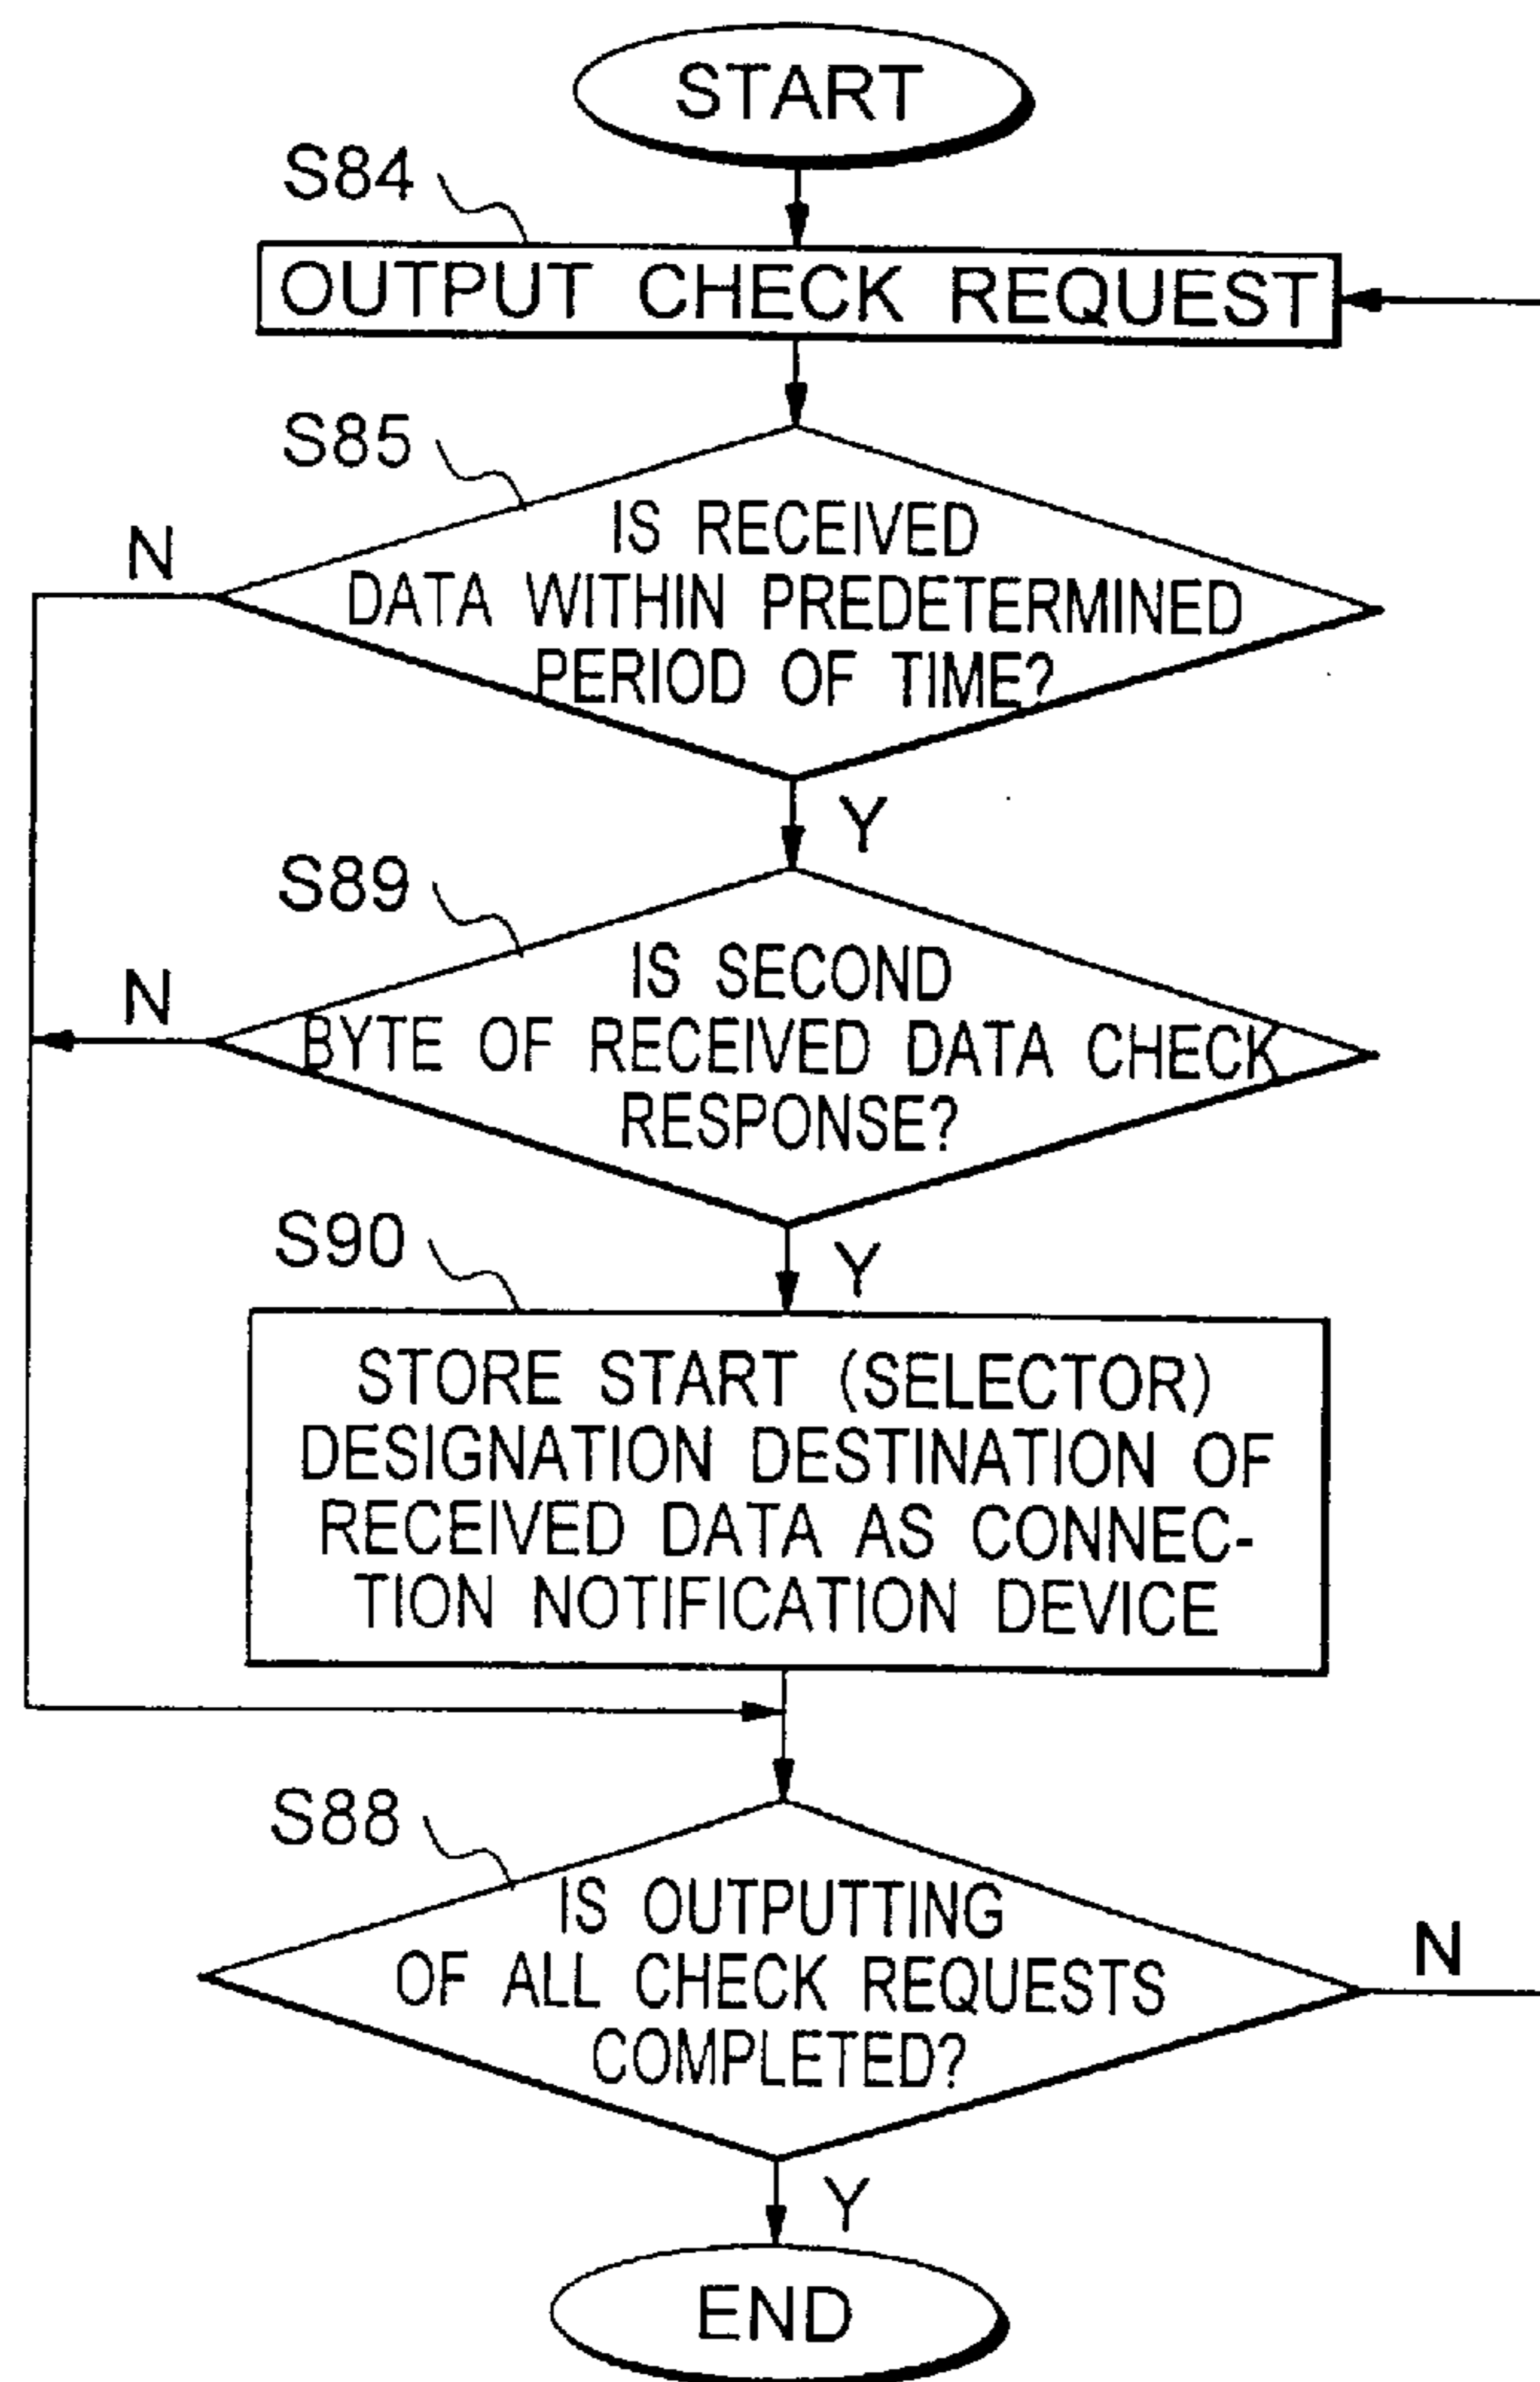 START
S84
OUTPUT CHECK REQUEST
S85
N
IS RECEIVED
DATA WITHIN PREDETERMINED
PERIOD OF TIME?
Y
S89
N
IS SECOND
BYTE OF RECEIVED DATA CHECK
RESPONSE?
Y
S90
STORE START (SELECTOR)
DESIGNATION DESTINATION OF
RECEIVED DATA AS CONNEC-
TION NOTIFICATION DEVICE
S88
IS OUTPUTTING
OF ALL CHECK REQUESTS
COMPLETED?
N
Y
END